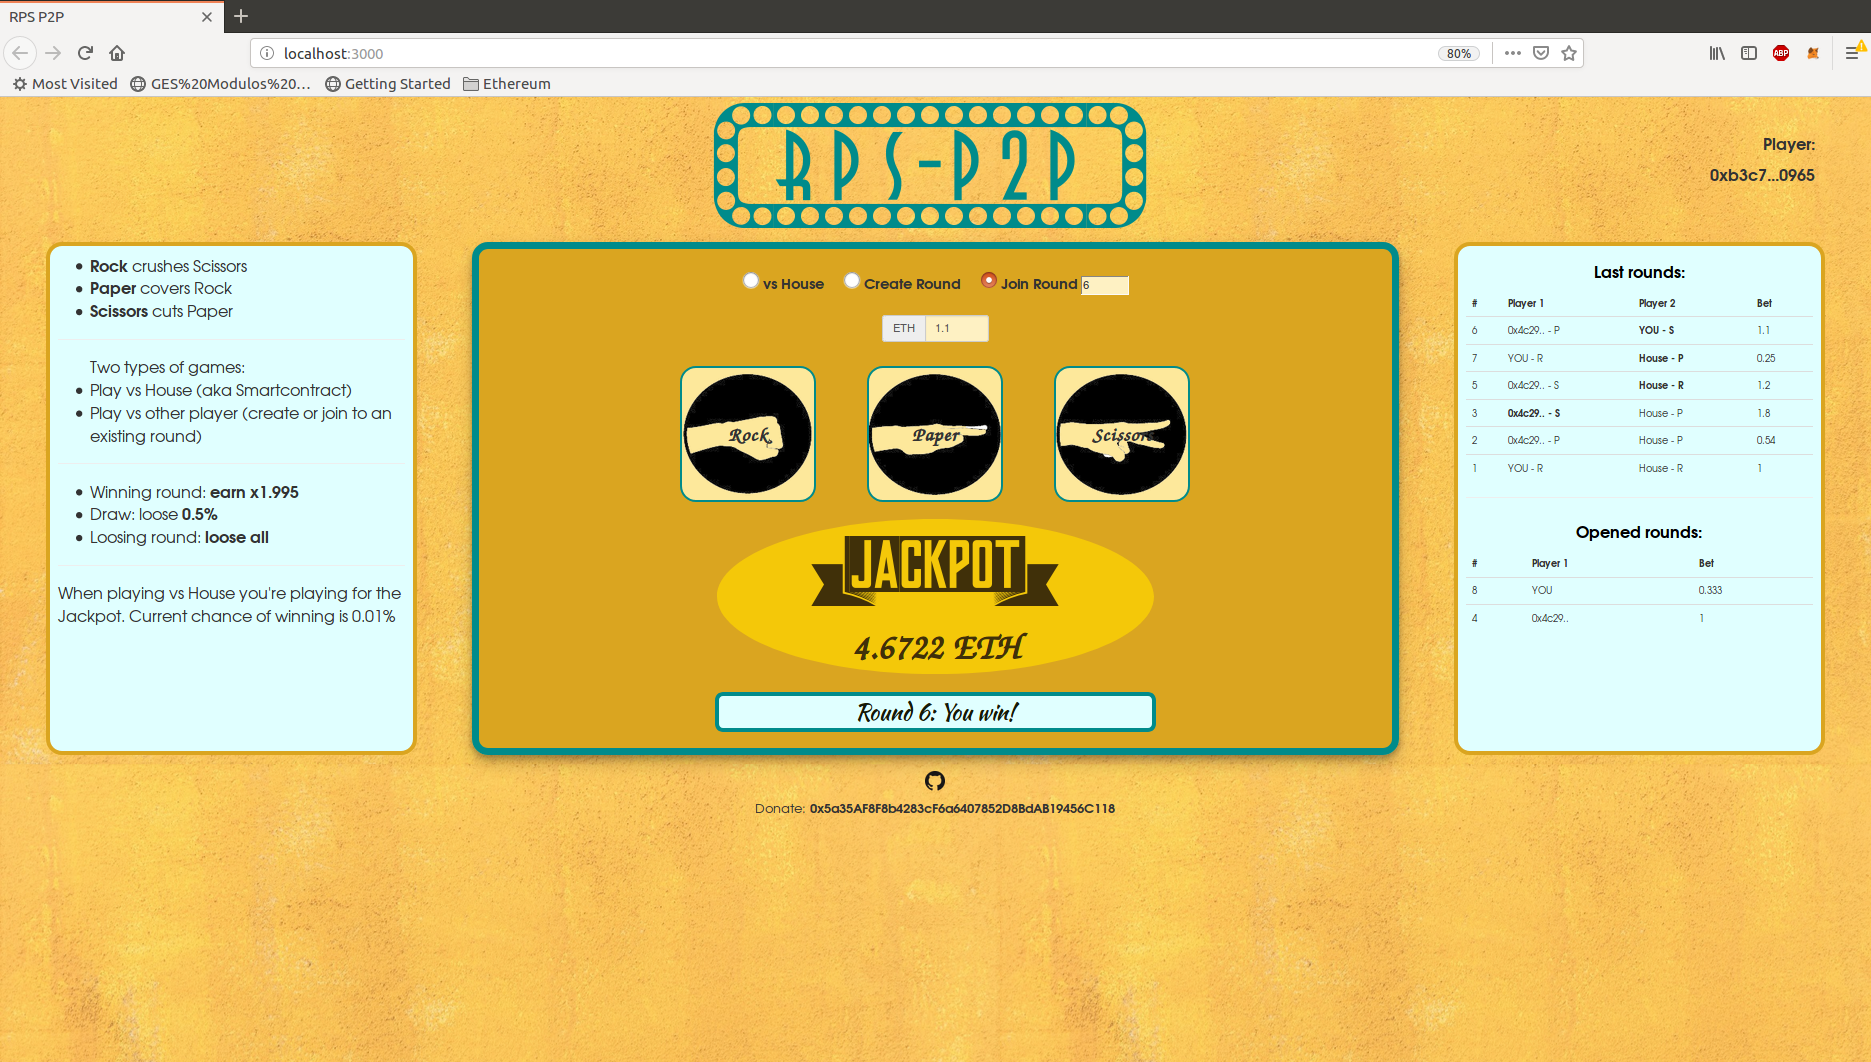 RPS P2P
localhost:3000
80%
ABP
Most Visited
GES%20Modulos%20...
Getting Started
Ethereum
RPS-P2P
Player:
0xb3c7...0965
Rock crushes Scissors
Paper covers Rock
Scissors cuts Paper
Two types of games:
Play vs House (aka Smartcontract)
Play vs other player (create or join to an
existing round)
Winning round: earn x1.995
Draw: loose 0.5%
Loosing round: loose all
When playing vs House you're playing for the
Jackpot. Current chance of winning is 0.01%
vs House Create Round Join Round 6
ETH 1.1
Rock Paper Scissors
JACKPOT
4.6722 ETH
Round 6: You win!
Last rounds:
# Player 1 Player 2 Bet
6 0x4c29.. - P YOU - S 1.1
7 YOU - R House - P 0.25
5 0x4c29.. - S House - R 1.2
3 0x4c29.. - S House - P 1.8
2 0x4c29.. - P House - P 0.54
1 YOU - R House - R 1
Opened rounds:
# Player 1 Bet
8 YOU 0.333
4 0x4c29.. 1
Donate: 0x5a35AF8F8b4283cF6a6407852D8BdAB19456C118